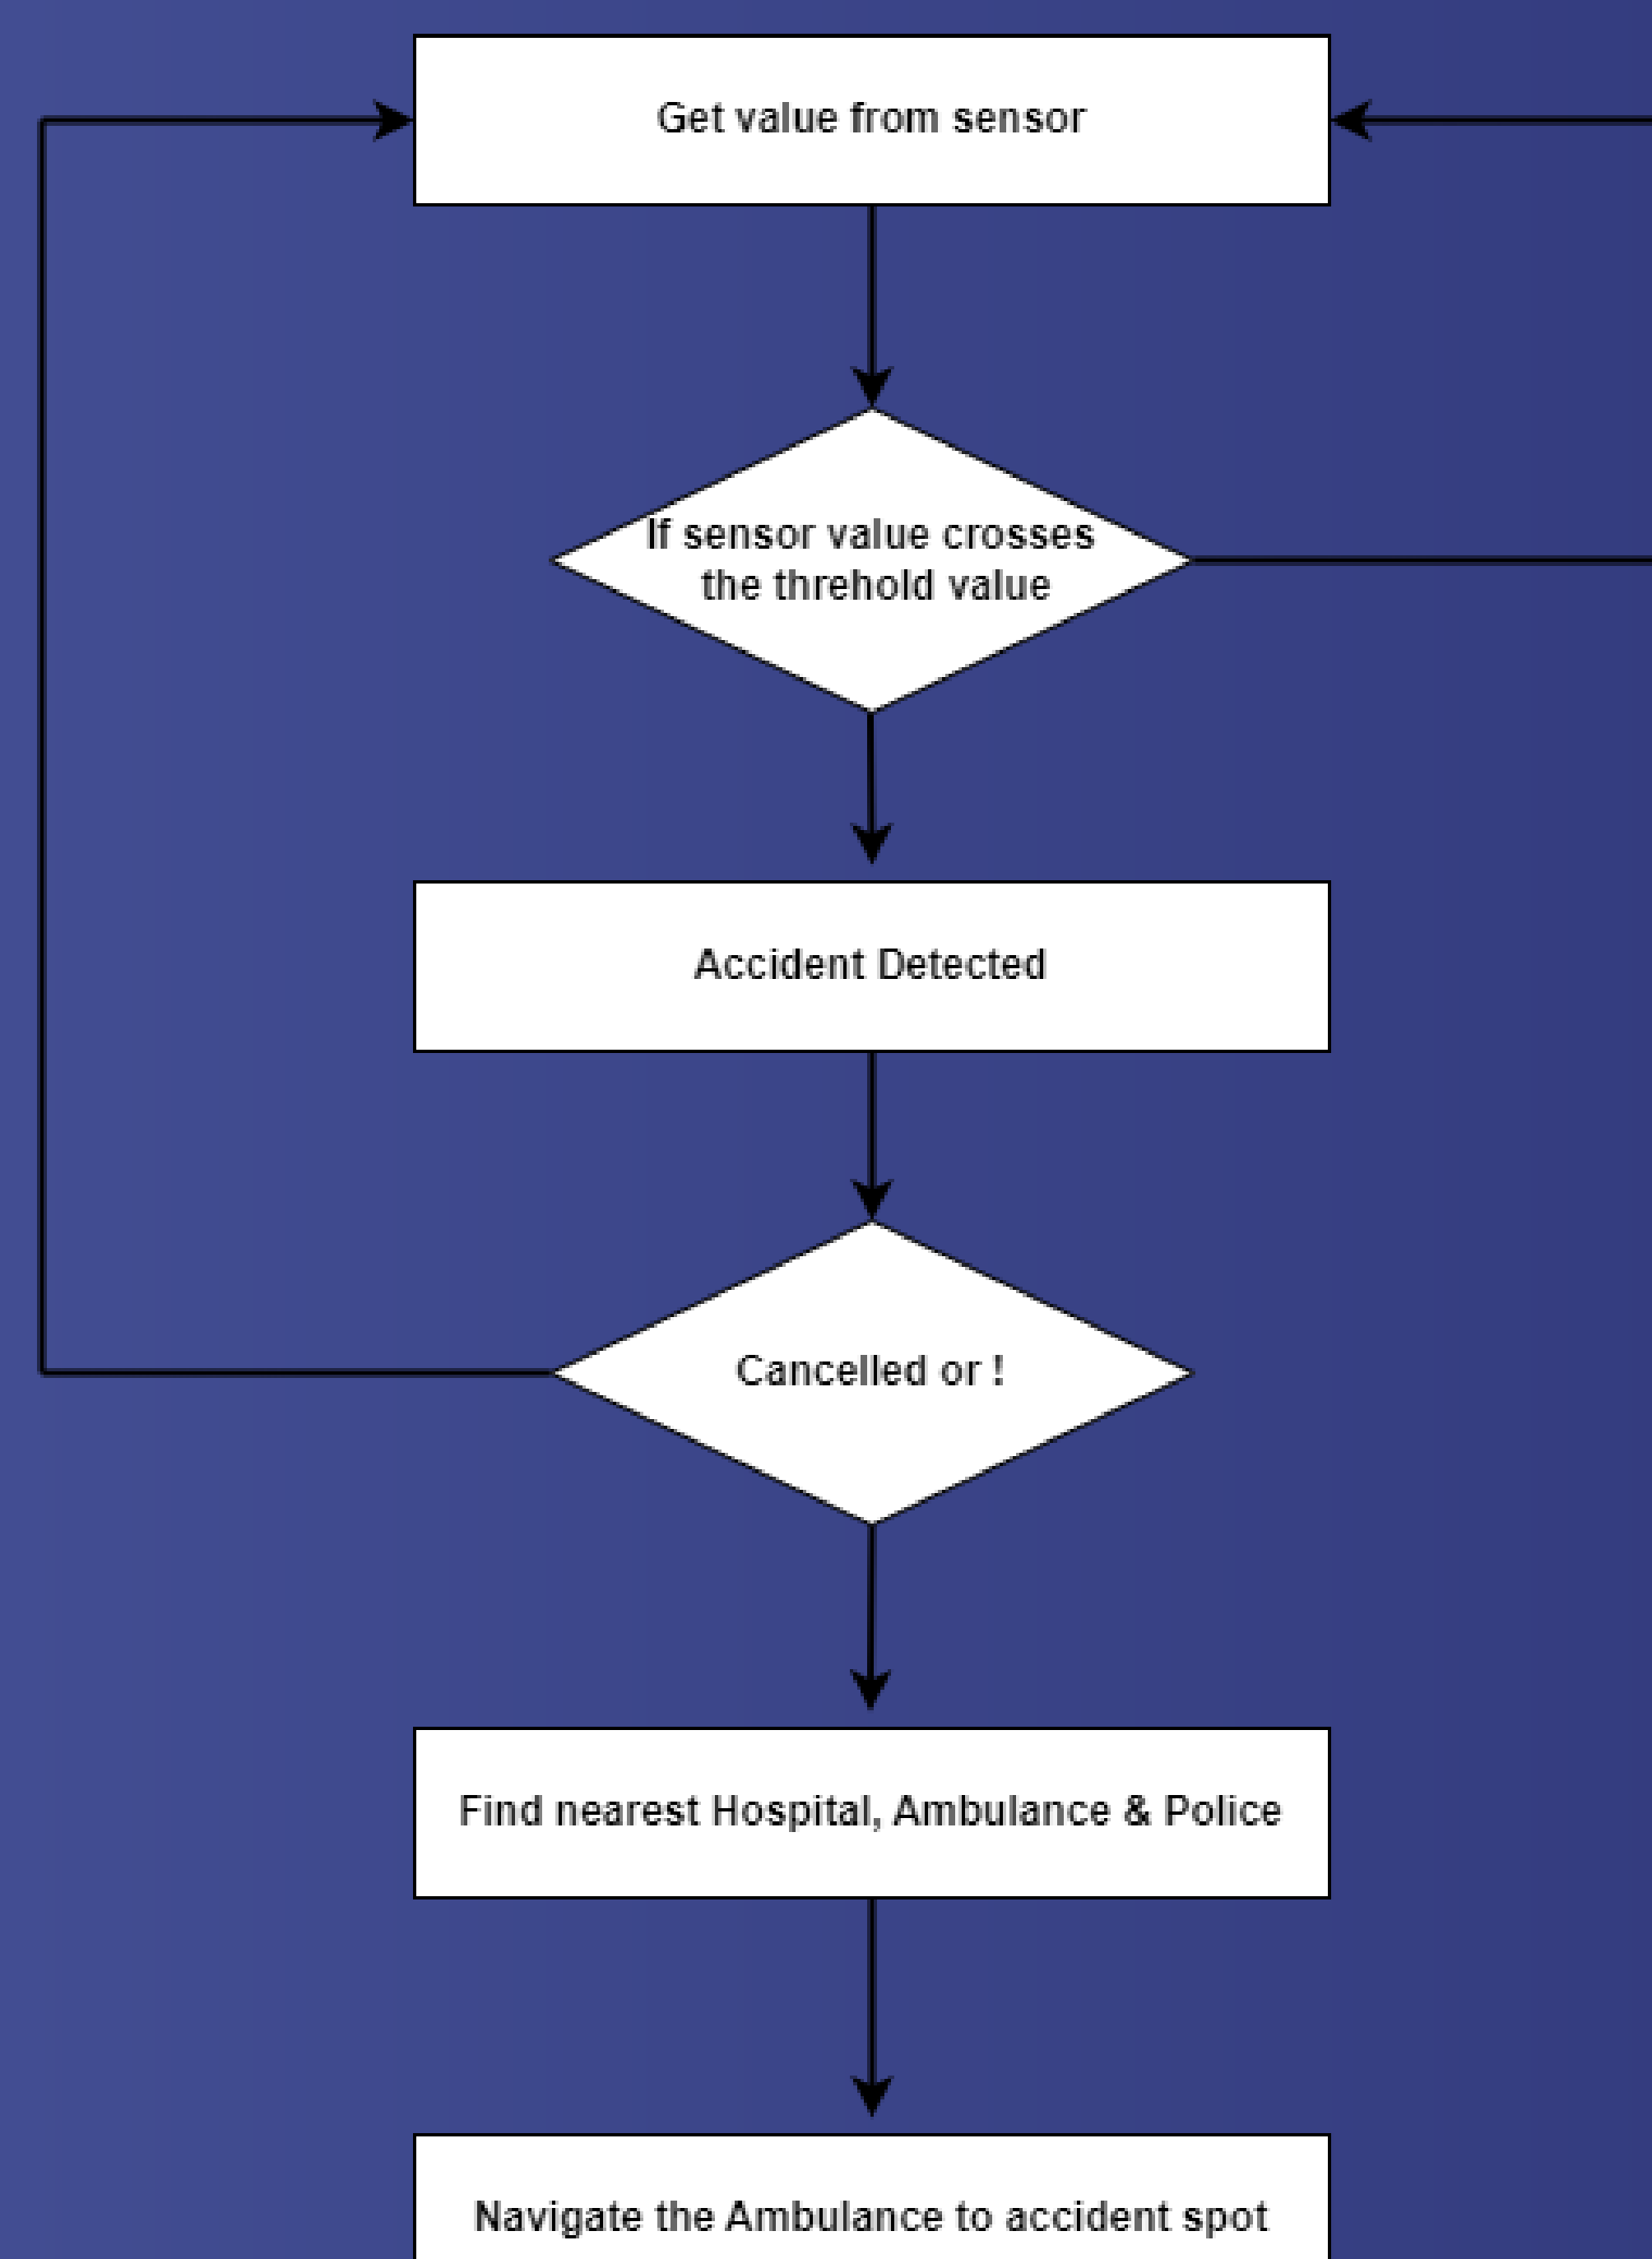 Get value from sensor
If sensor value crosses
the threhold value
Accident Detected
Cancelled or !
Find nearest Hospital, Ambulance & Police
Navigate the Ambulance to accident spot